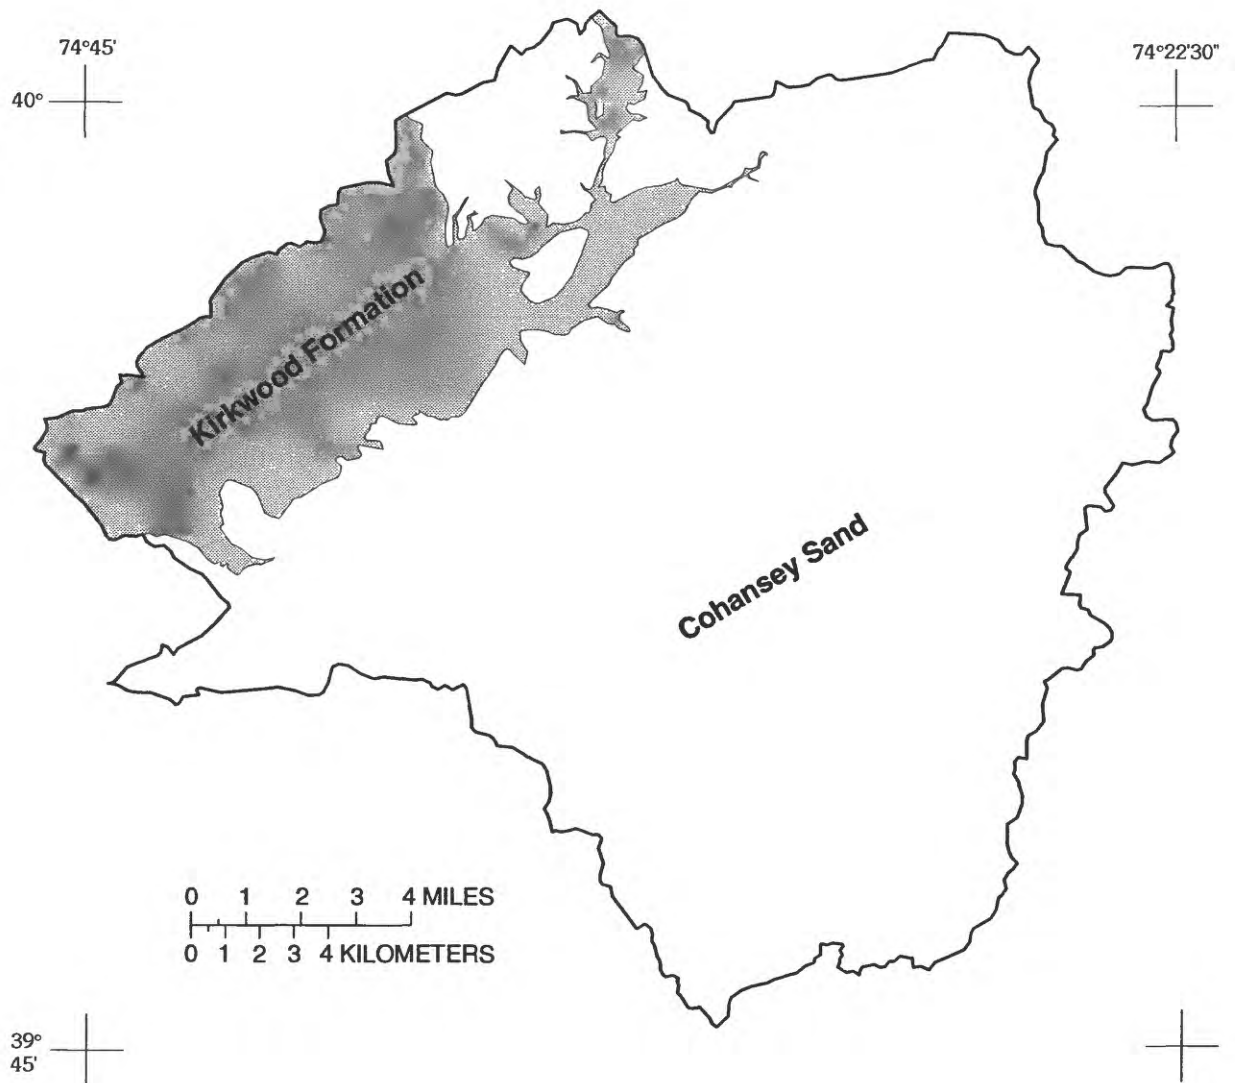 74°45'
74°22'30"
40°
Kirkwood Formation
Cohansey Sand
0 1 2 3 4 MILES
0 1 2 3 4 KILOMETERS
39°
45'